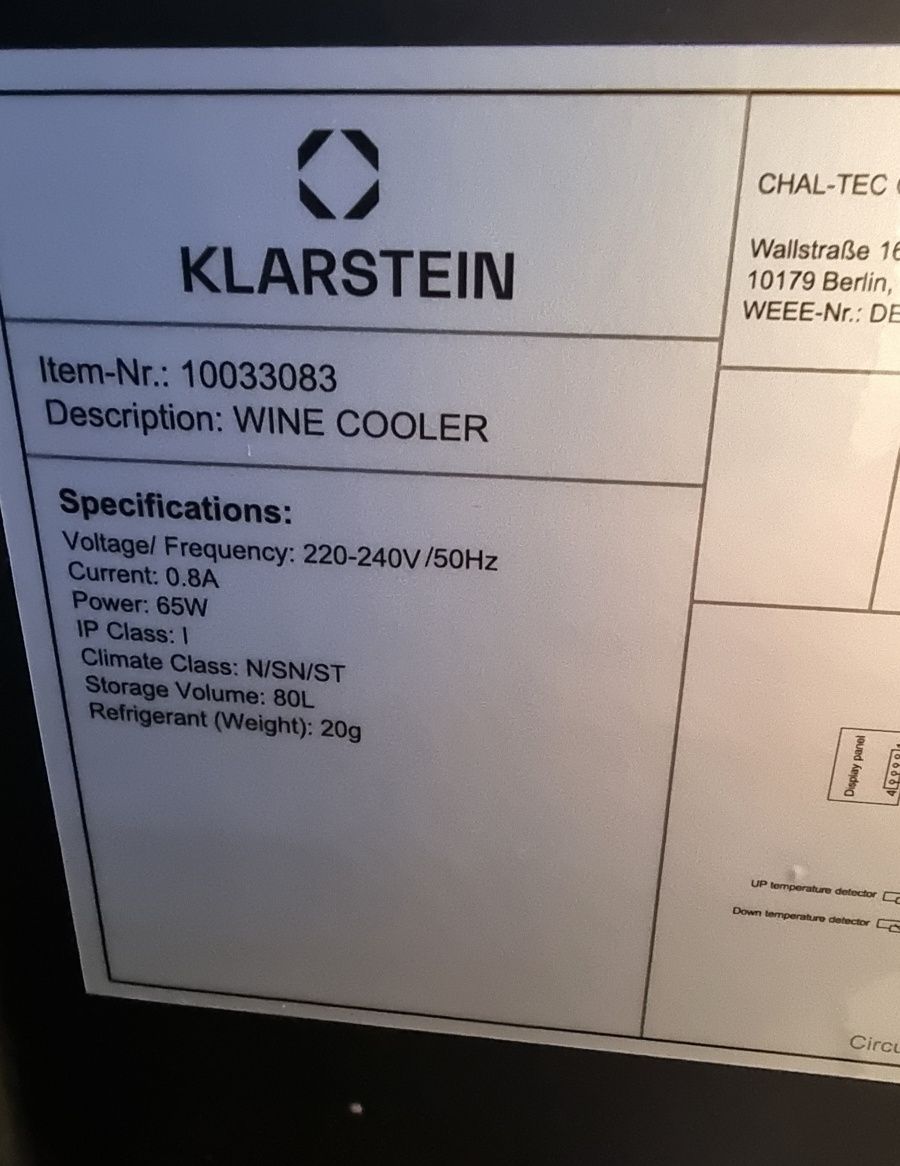 KLARSTEIN
Item-Nr.: 10033083
Description: WINE COOLER
Specifications:
Voltage/ Frequency: 220-240V/50Hz
Current: 0.8A
Power: 65W
IP Class: I
Climate Class: N/SN/ST
Storage Volume: 80L
Refrigerant (Weight): 20g
CHAL-TEC
Wallstraße 16
10179 Berlin,
WEEE-Nr.: DE
Display panel
UP temperature detector
Down temperature detector